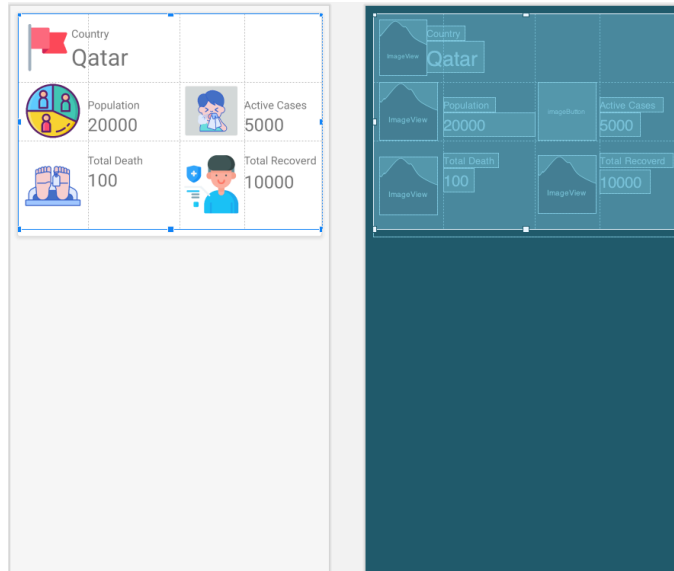 Country
Qatar
Population
20000
Active Cases
5000
Total Death
100
Total Recoverd
10000
ImageView
Country
Qatar
ImageView
Population
20000
ImageButton
Active Cases
5000
ImageView
Total Death
100
ImageView
Total Recoverd
10000